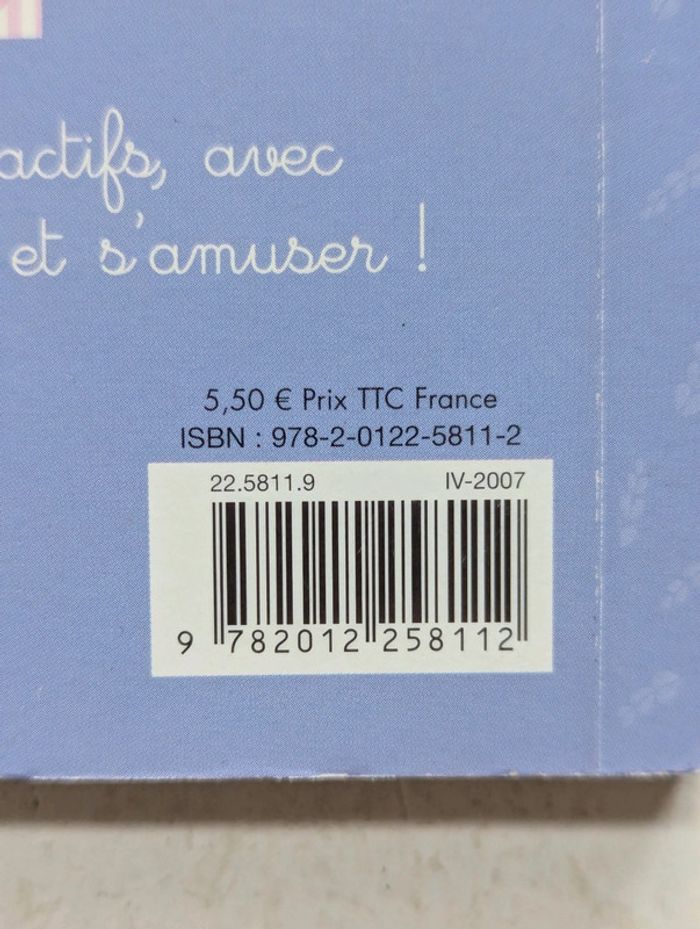 actifs, avec
et s'amuser !
5,50 € Prix TTC France
ISBN : 978-2-0122-5811-2
22.5811.9 IV-2007
9 782012 258112